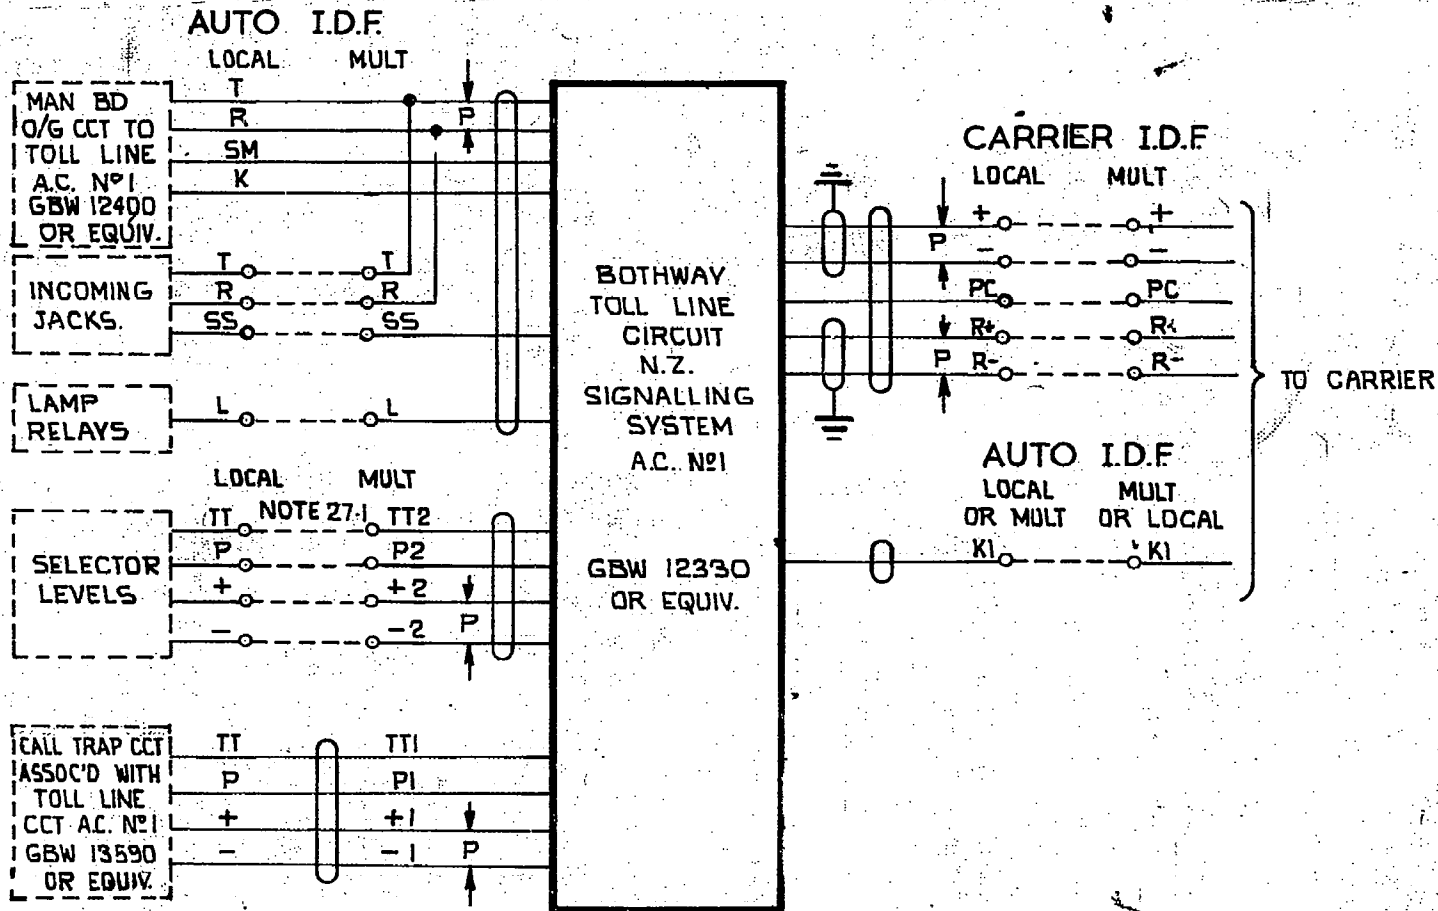 AUTO I.D.F.
LOCAL MULT
MAN BD
O/G CCT TO
TOLL LINE
A.C. Nº1
GBW 12400
OR EQUIV.
T
R
SM
K
P
INCOMING
JACKS.
T T
R R
SS SS
LAMP
RELAYS
L L
LOCAL MULT
NOTE 27.1
SELECTOR
LEVELS
TT TT2
P P2
+ +2
- -2
P
CALL TRAP CCT
ASSOC'D WITH
TOLL LINE
CCT A.C. Nº1
GBW 13590
OR EQUIV.
TT TT1
P P1
+ +1
- -1
P
BOTHWAY
TOLL LINE
CIRCUIT
N.Z.
SIGNALLING
SYSTEM
A.C. Nº1
GBW 12330
OR EQUIV.
CARRIER I.D.F.
LOCAL MULT
+ +
P
- -
PC PC
R+ R+
P
R- R-
TO CARRIER
AUTO I.D.F.
LOCAL MULT
OR MULT OR LOCAL
K1 K1